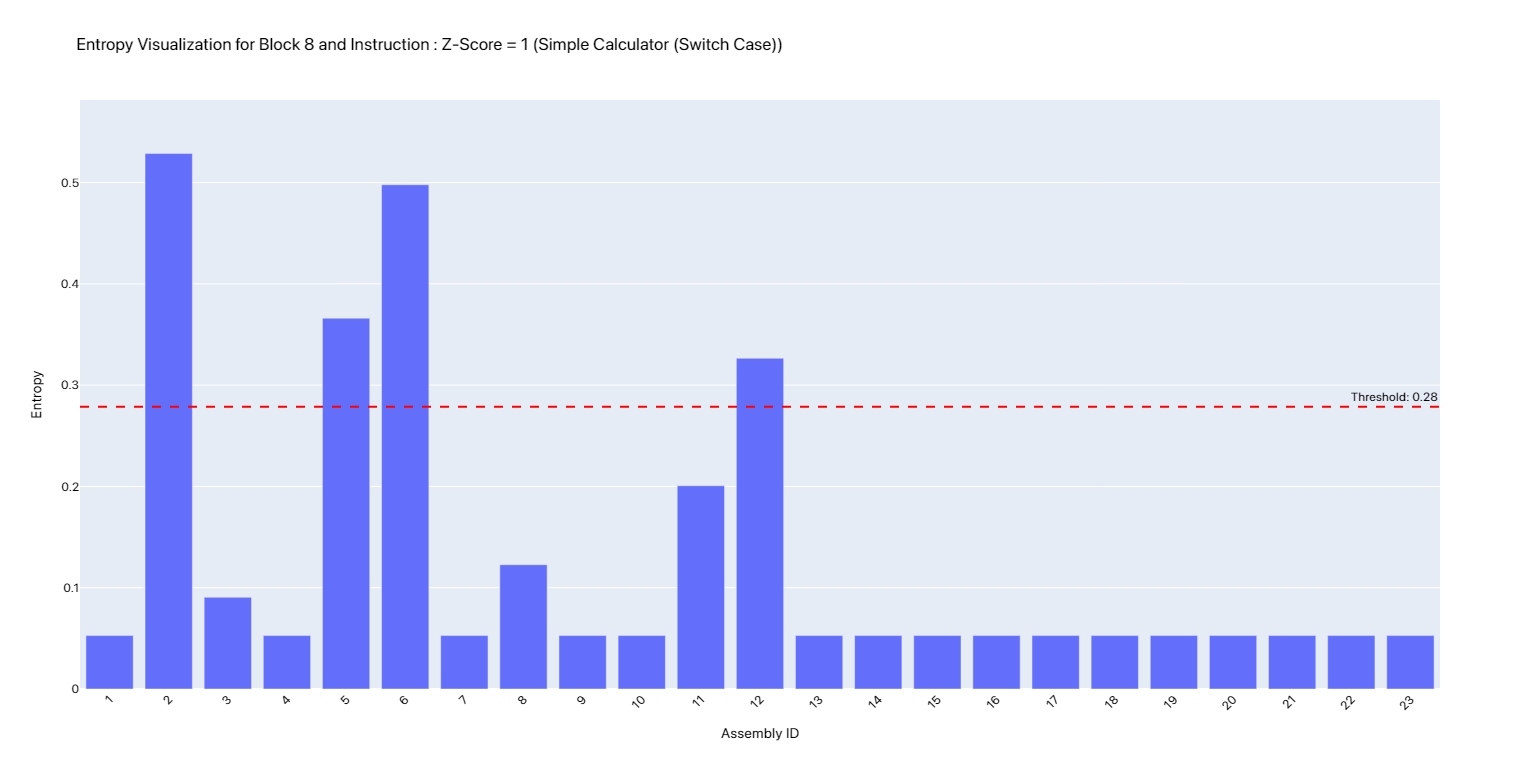 Entropy Visualization for Block 8 and Instruction : Z-Score = 1 (Simple Calculator (Switch Case))
0.5
0.4
0.3
0.2
0.1
0
Entropy
Threshold: 0.28
1 2 3 4 5 6 7 8 9 10 11 12 13 14 15 16 17 18 19 20 21 22 23
Assembly ID